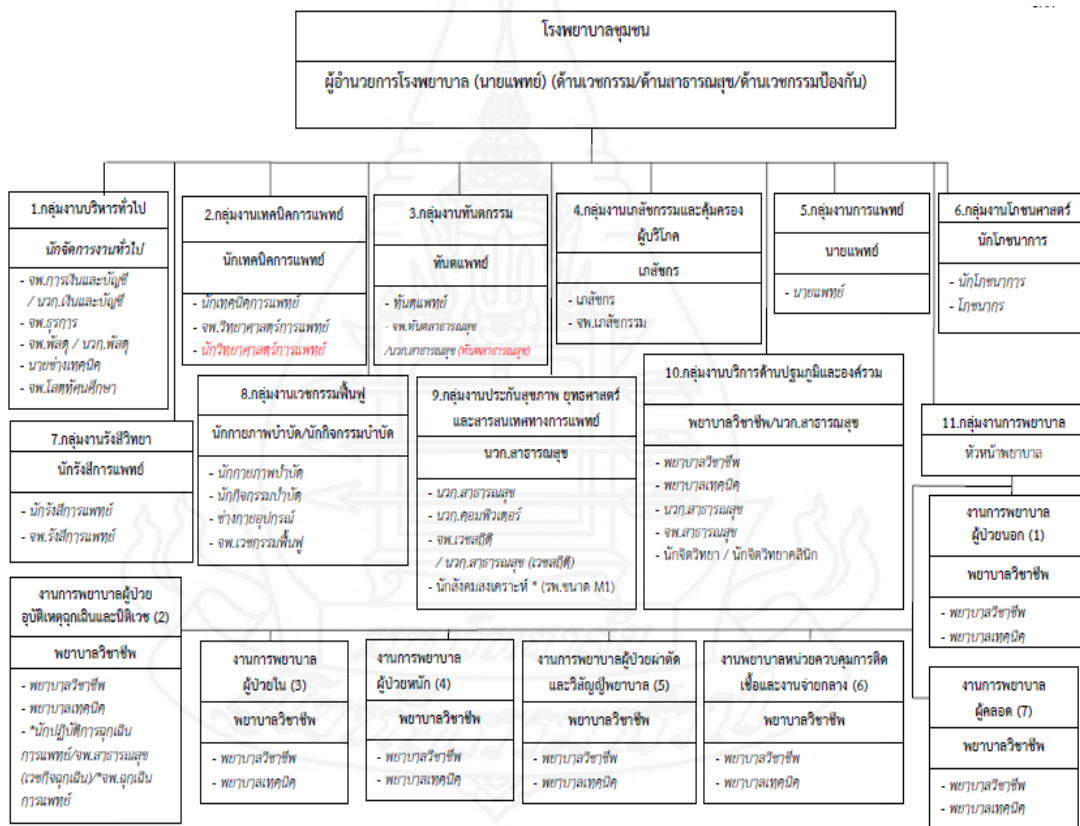 โรงพยาบาลชุมชน
ผู้อำนวยการโรงพยาบาล (นายแพทย์) (ด้านเวชกรรม/ด้านสาธารณสุข/ด้านเวชกรรมป้องกัน)
1.กลุ่มงานบริหารทั่วไป
นักจัดการงานทั่วไป
- จพ.การเงินและบัญชี
/ นวก.เงินและบัญชี
- จพ.ธุรการ
- จพ.พัสดุ / นวก.พัสดุ
- นายช่างเทคนิค
- จพ.โสตทัศนศึกษา
2.กลุ่มงานเทคนิคการแพทย์
นักเทคนิคการแพทย์
- นักเทคนิคการแพทย์
- จพ.วิทยาศาสตร์การแพทย์
- นักวิทยาศาสตร์การแพทย์
3.กลุ่มงานทันตกรรม
ทันตแพทย์
- ทันตแพทย์
- จพ.ทันตสาธารณสุข
/นวก.สาธารณสุข (ทันตสาธารณสุข)
4.กลุ่มงานเภสัชกรรมและคุ้มครอง
ผู้บริโภค
เภสัชกร
- เภสัชกร
- จพ.เภสัชกรรม
5.กลุ่มงานการแพทย์
นายแพทย์
- นายแพทย์
6.กลุ่มงานโภชนศาสตร์
นักโภชนาการ
- นักโภชนาการ
- โภชนากร
7.กลุ่มงานรังสีวิทยา
นักรังสีการแพทย์
- นักรังสีการแพทย์
- จพ.รังสีการแพทย์
8.กลุ่มงานเวชกรรมฟื้นฟู
นักกายภาพบำบัด/นักกิจกรรมบำบัด
- นักกายภาพบำบัด
- นักกิจกรรมบำบัด
- ช่างกายอุปกรณ์
- จพ.เวชกรรมฟื้นฟู
9.กลุ่มงานประกันสุขภาพ ยุทธศาสตร์
และสารสนเทศทางการแพทย์
นวก.สาธารณสุข
- นวก.สาธารณสุข
- นวก.คอมพิวเตอร์
- จพ.เวชสถิติ
/ นวก.สาธารณสุข (เวชสถิติ)
- นักสังคมสงเคราะห์ * (รพ.ขนาด M1)
10.กลุ่มงานบริการด้านปฐมภูมิและองค์รวม
พยาบาลวิชาชีพ/นวก.สาธารณสุข
- พยาบาลวิชาชีพ
- พยาบาลเทคนิค
- นวก.สาธารณสุข
- จพ.สาธารณสุข
- นักจิตวิทยา / นักจิตวิทยาคลินิก
11.กลุ่มงานการพยาบาล
หัวหน้าพยาบาล
งานการพยาบาล
ผู้ป่วยนอก (1)
พยาบาลวิชาชีพ
- พยาบาลวิชาชีพ
- พยาบาลเทคนิค
งานการพยาบาลผู้ป่วย
อุบัติเหตุฉุกเฉินและนิติเวช (2)
พยาบาลวิชาชีพ
- พยาบาลวิชาชีพ
- พยาบาลเทคนิค
- *นักปฏิบัติการฉุกเฉิน
การแพทย์/จพ.สาธารณสุข
(เวชกิจฉุกเฉิน)/*จพ.ฉุกเฉิน
การแพทย์
งานการพยาบาล
ผู้ป่วยใน (3)
พยาบาลวิชาชีพ
- พยาบาลวิชาชีพ
- พยาบาลเทคนิค
งานการพยาบาล
ผู้ป่วยหนัก (4)
พยาบาลวิชาชีพ
- พยาบาลวิชาชีพ
- พยาบาลเทคนิค
งานการพยาบาลผู้ป่วยผ่าตัด
และวิสัญญีพยาบาล (5)
พยาบาลวิชาชีพ
- พยาบาลวิชาชีพ
- พยาบาลเทคนิค
งานพยาบาลหน่วยควบคุมการติด
เชื้อและงานจ่ายกลาง (6)
พยาบาลวิชาชีพ
- พยาบาลวิชาชีพ
- พยาบาลเทคนิค
งานการพยาบาล
ผู้คลอด (7)
พยาบาลวิชาชีพ
- พยาบาลวิชาชีพ
- พยาบาลเทคนิค